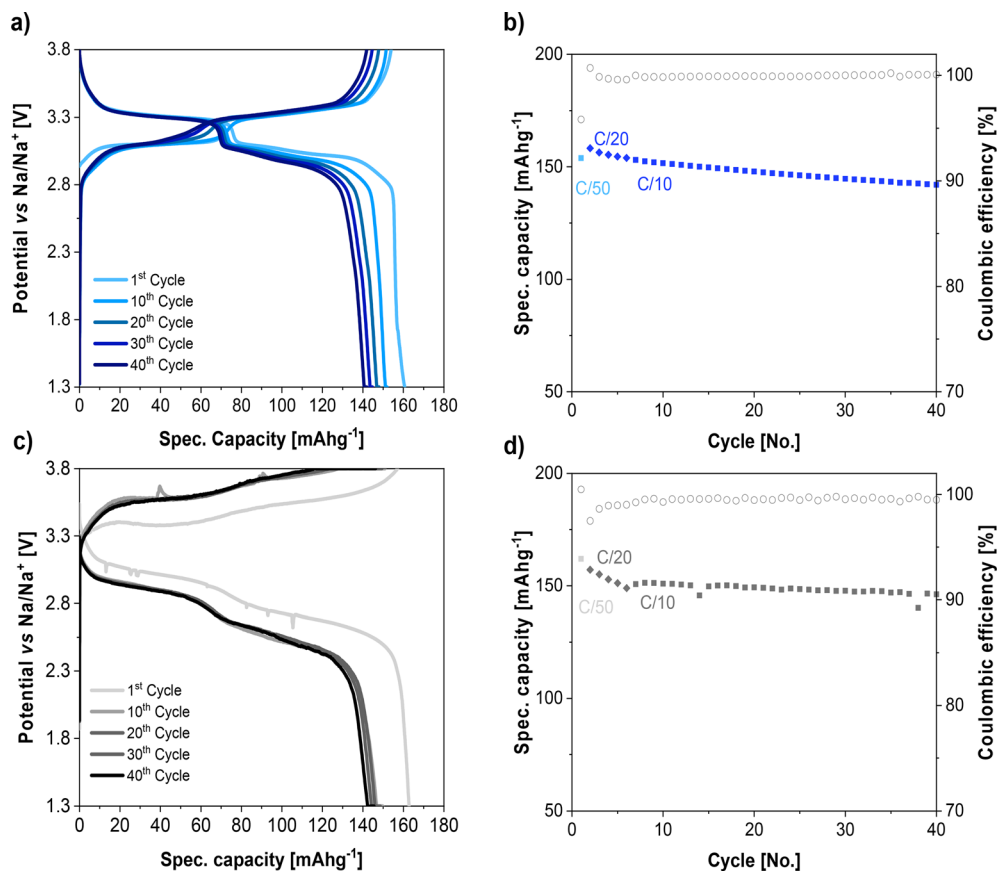 a)
Potential vs Na/Na⁺ [V]
3.8
3.3
2.8
2.3
1.8
1.3
1ˢᵗ Cycle
10ᵗʰ Cycle
20ᵗʰ Cycle
30ᵗʰ Cycle
40ᵗʰ Cycle
0 20 40 60 80 100 120 140 160 180
Spec. Capacity [mAhg⁻¹]
b)
Spec. capacity [mAhg⁻¹]
200
150
100
50
C/20
C/50
C/10
100
90
80
70
Coulombic efficiency [%]
0 10 20 30 40
Cycle [No.]
c)
Potential vs Na/Na⁺ [V]
3.8
3.3
2.8
2.3
1.8
1.3
1ˢᵗ Cycle
10ᵗʰ Cycle
20ᵗʰ Cycle
30ᵗʰ Cycle
40ᵗʰ Cycle
0 20 40 60 80 100 120 140 160 180
Spec. capacity [mAhg⁻¹]
d)
Spec. capacity [mAhg⁻¹]
200
150
100
50
C/20
C/50
C/10
100
90
80
70
Coulombic efficiency [%]
0 10 20 30 40
Cycle [No.]